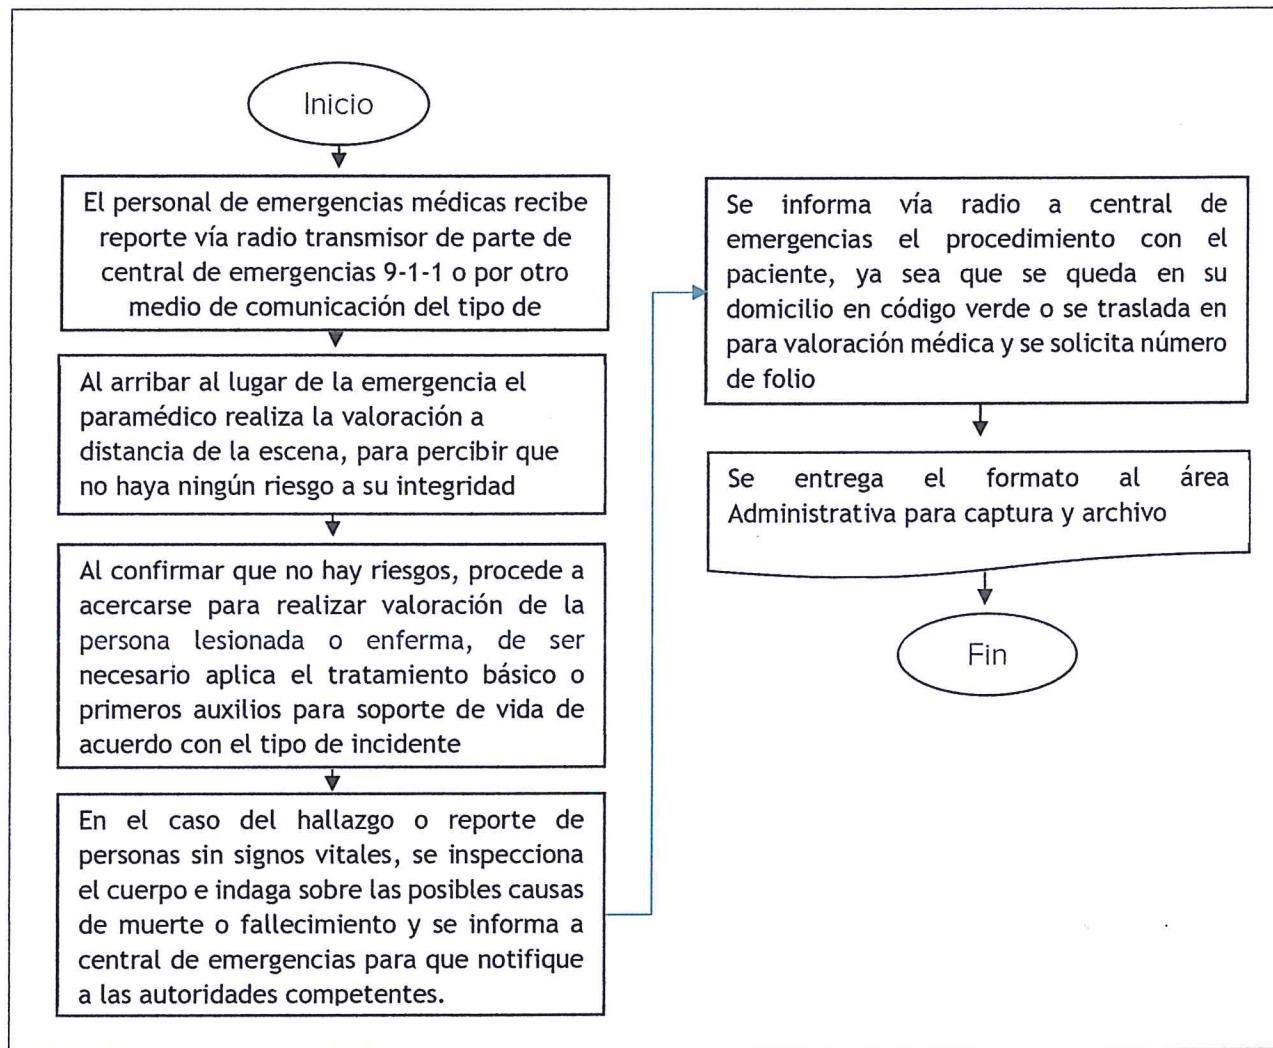 Inicio
El personal de emergencias médicas recibe
reporte vía radio transmisor de parte de
central de emergencias 9-1-1 o por otro
medio de comunicación del tipo de
Al arribar al lugar de la emergencia el
paramédico realiza la valoración a
distancia de la escena, para percibir que
no haya ningún riesgo a su integridad
Al confirmar que no hay riesgos, procede a
acercarse para realizar valoración de la
persona lesionada o enferma, de ser
necesario aplica el tratamiento básico o
primeros auxilios para soporte de vida de
acuerdo con el tipo de incidente
En el caso del hallazgo o reporte de
personas sin signos vitales, se inspecciona
el cuerpo e indaga sobre las posibles causas
de muerte o fallecimiento y se informa a
central de emergencias para que notifique
a las autoridades competentes.
Se informa vía radio a central de
emergencias el procedimiento con el
paciente, ya sea que se queda en su
domicilio en código verde o se traslada en
para valoración médica y se solicita número
de folio
Se entrega el formato al área
Administrativa para captura y archivo
Fin